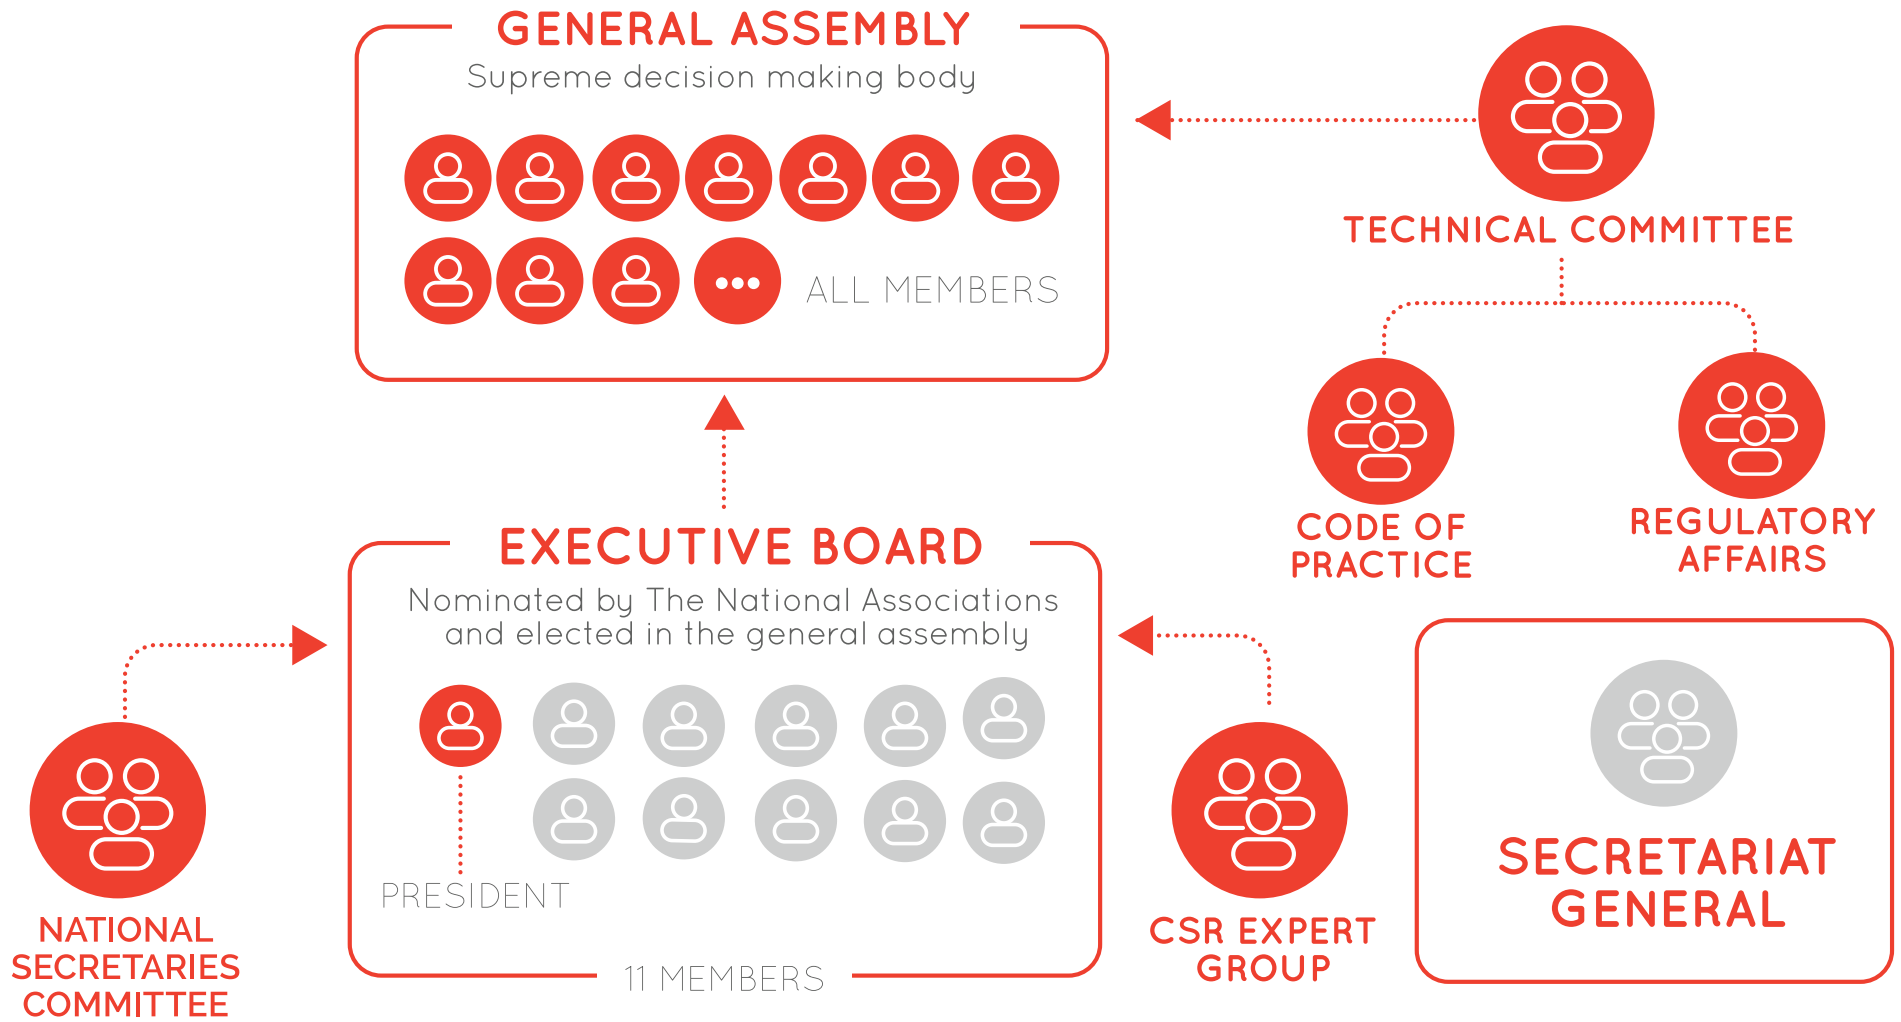 GENERAL ASSEMBLY
Supreme decision making body
ALL MEMBERS
TECHNICAL COMMITTEE
CODE OF
PRACTICE
REGULATORY
AFFAIRS
EXECUTIVE BOARD
Nominated by The National Associations
and elected in the general assembly
PRESIDENT
11 MEMBERS
NATIONAL
SECRETARIES
COMMITTEE
CSR EXPERT
GROUP
SECRETARIAT
GENERAL